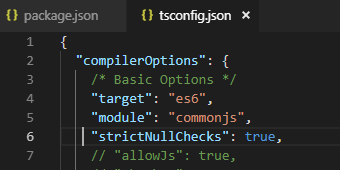 {} package.json {} tsconfig.json
1 {
2 "compilerOptions": {
3 /* Basic Options */
4 "target": "es6",
5 "module": "commonjs",
6 "strictNullChecks": true,
7 // "allowJs": true,